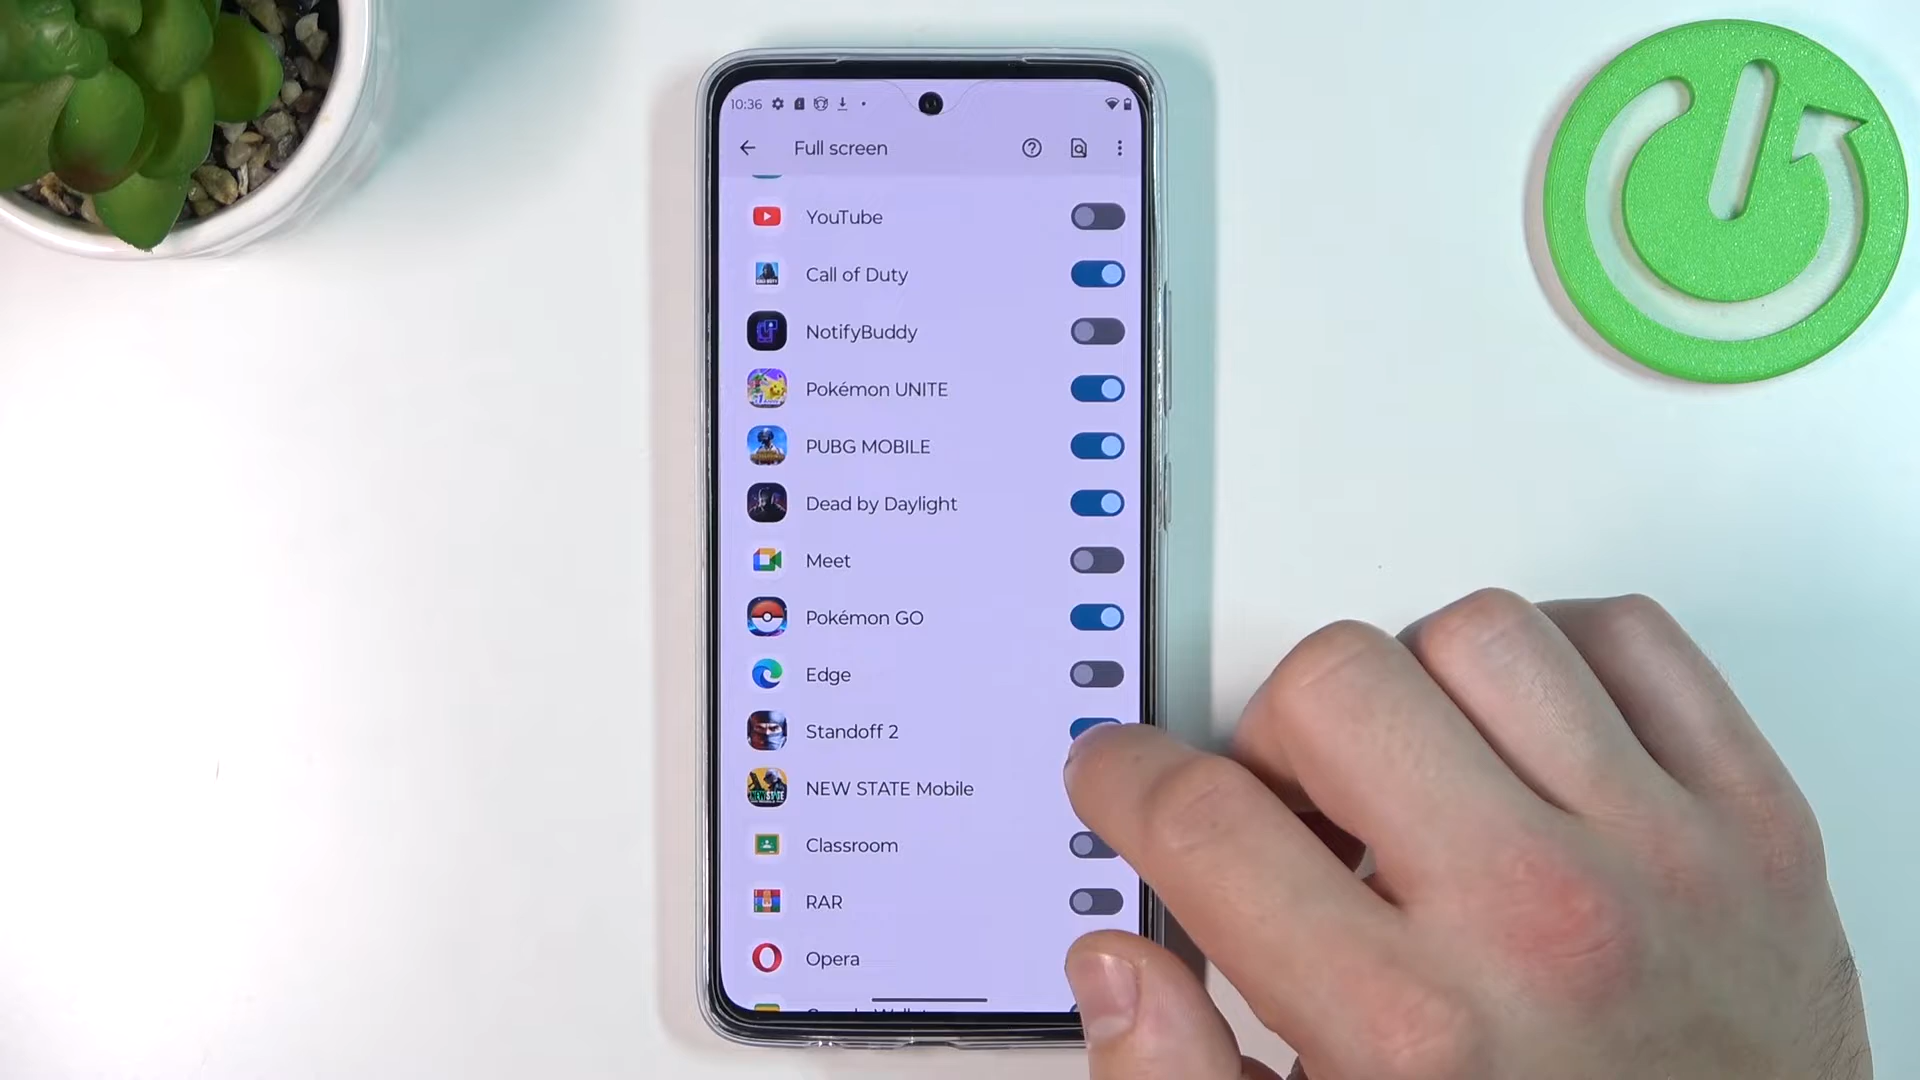 10:36
Full screen
YouTube
Call of Duty
NotifyBuddy
Pokémon UNITE
PUBG MOBILE
Dead by Daylight
Meet
Pokémon GO
Edge
Standoff 2
NEW STATE Mobile
Classroom
RAR
Opera